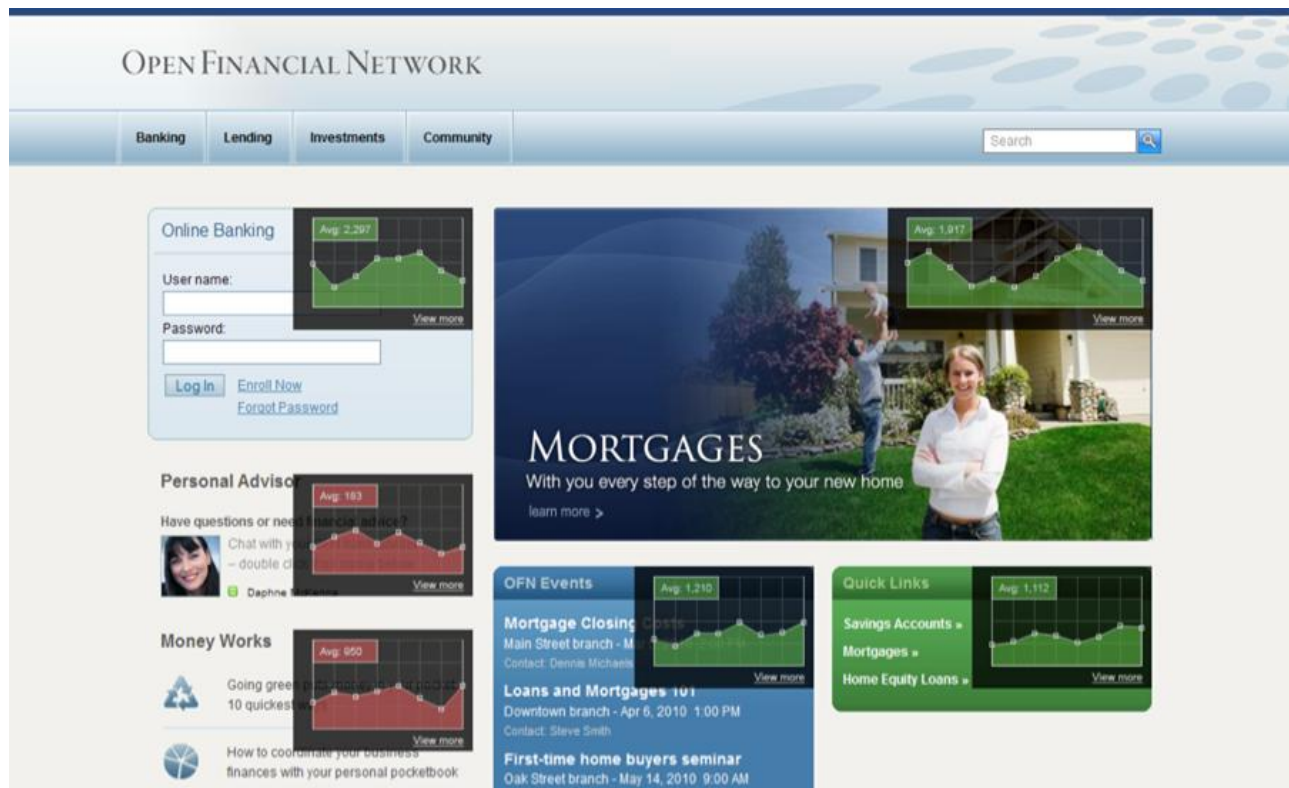 OPEN FINANCIAL NETWORK
Banking
Lending
Investments
Community
Search
Online Banking
Avg: 2,297
User name:
View more
Password:
Log In
Enroll Now
Forgot Password
Avg: 1,917
View more
MORTGAGES
With you every step of the way to your new home
learn more >
Personal Advisor
Avg: 183
Have questions or need financial advice?
Chat with
– double
View more
Daphne
Money Works
Avg: 950
Going green
10 quickest
View more
How to coordinate your business
finances with your personal pocketbook
OFN Events
Avg: 1,210
Mortgage Closing Costs
Main Street branch -
Contact: Dennis Michaels
View more
Loans and Mortgages 101
Downtown branch - Apr 6, 2010 1:00 PM
Contact: Steve Smith
First-time home buyers seminar
Oak Street branch - May 14, 2010 9:00 AM
Quick Links
Avg: 1,112
Savings Accounts »
Mortgages »
Home Equity Loans »
View more